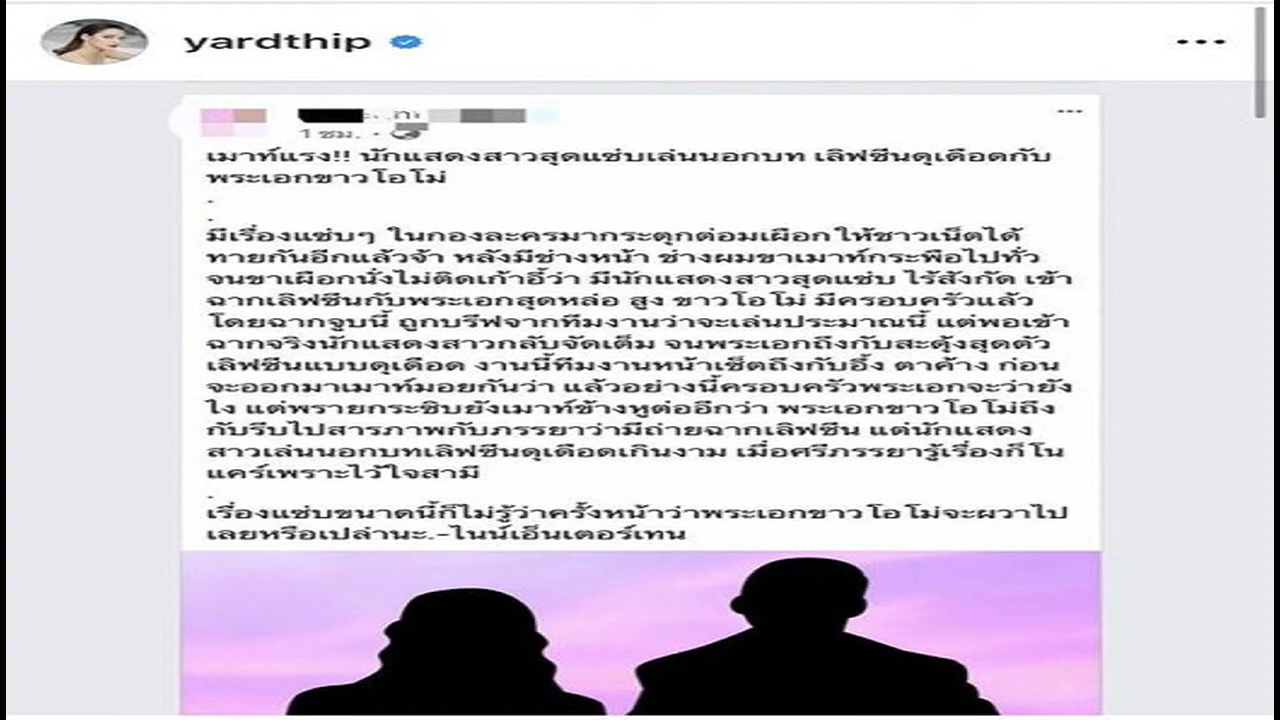 yardthip
1 ชม.
เมาท์แรง!! นักแสดงสาวสุดแซ่บเล่นนอกบท เลิฟซีนดุเดือดกับ
พระเอกขาวโอโม่
.
.
มีเรื่องแซ่บๆ ในกองละครมากระตุกต่อมเผือกให้ชาวเน็ตได้
ทายกันอีกแล้วจ้า หลังมีช่างหน้า ช่างผมขาเมาท์กระพือไปทั่ว
จนขาเผือกนั่งไม่ติดเก้าอี้ว่า มีนักแสดงสาวสุดแซ่บ ไร้สังกัด เข้า
ฉากเลิฟซีนกับพระเอกสุดหล่อ สูง ขาวโอโม่ มีครอบครัวแล้ว
โดยฉากจูบนี้ ถูกบรีฟจากทีมงานว่าจะเล่นประมาณนี้ แต่พอเข้า
ฉากจริงนักแสดงสาวกลับจัดเต็ม จนพระเอกถึงกับสะดุ้งสุดตัว
เลิฟซีนแบบดุเดือด งานนี้ทีมงานหน้าเซ็ตถึงกับอึ้ง ตาค้าง ก่อน
จะออกมาเมาท์มอยกันว่า แล้วอย่างนี้ครอบครัวพระเอกจะว่ายัง
ไง แต่พรายกระซิบยังเมาท์ข้างหูต่ออีกว่า พระเอกขาวโอโม่ถึง
กับรีบไปสารภาพกับภรรยาว่ามีถ่ายฉากเลิฟซีน แต่นักแสดง
สาวเล่นนอกบทเลิฟซีนดุเดือดเกินงาม เมื่อศรีภรรยารู้เรื่องก็โน
แคร์เพราะไว้ใจสามี
.
เรื่องแซ่บขนาดนี้ก็ไม่รู้ว่าครั้งหน้าว่าพระเอกขาวโอโม่จะผวาไป
เลยหรือเปล่านะ.-ไนน์เอ็นเตอร์เทน